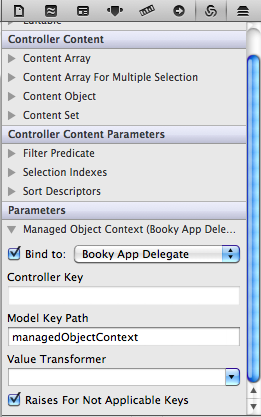 Editable
Controller Content
Content Array
Content Array For Multiple Selection
Content Object
Content Set
Controller Content Parameters
Filter Predicate
Selection Indexes
Sort Descriptors
Parameters
Managed Object Context (Booky App Dele...
Bind to: Booky App Delegate
Controller Key
Model Key Path
managedObjectContext
Value Transformer
Raises For Not Applicable Keys